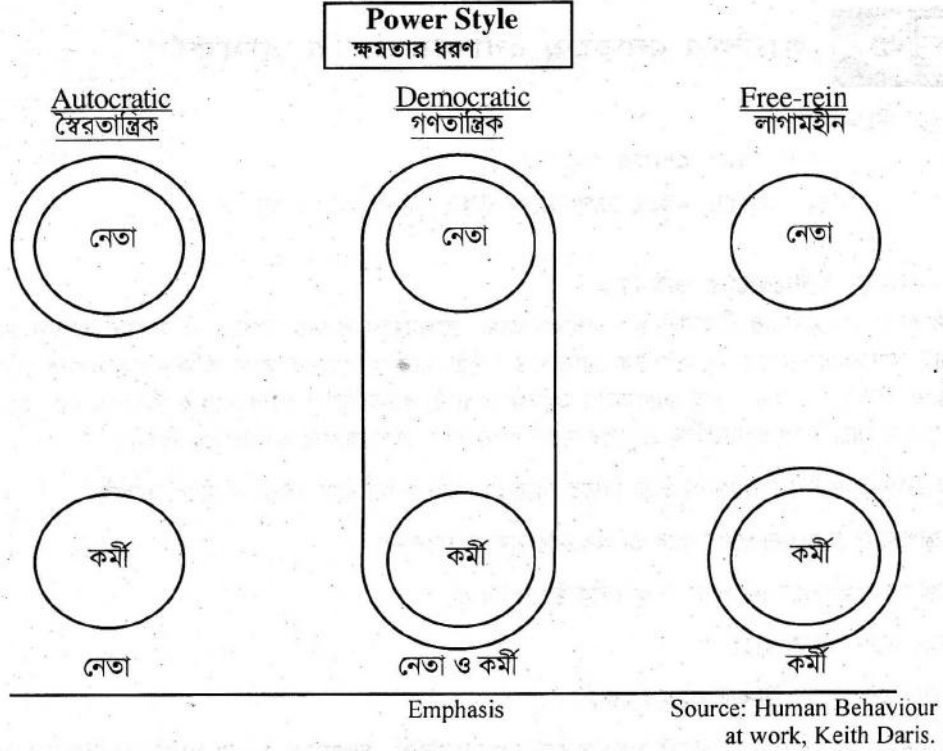 Power Style
ক্ষমতার ধরণ
Autocratic
স্বৈরতান্ত্রিক
Democratic
গণতান্ত্রিক
Free-rein
লাগামহীন
নেতা
নেতা
নেতা
কর্মী
কর্মী
কর্মী
নেতা
নেতা ও কর্মী
কর্মী
Emphasis
Source: Human Behaviour
at work, Keith Daris.